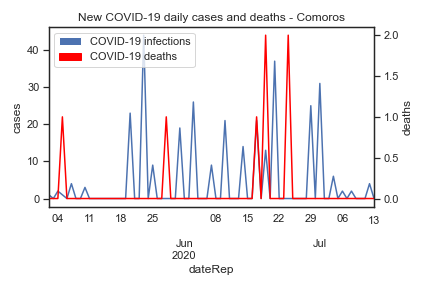 New COVID-19 daily cases and deaths - Comoros
COVID-19 infections
COVID-19 deaths
cases
40
30
20
10
0
deaths
2.0
1.5
1.0
0.5
0.0
04 11 18 25 08 15 22 29 06 13
Jun Jul
2020
dateRep